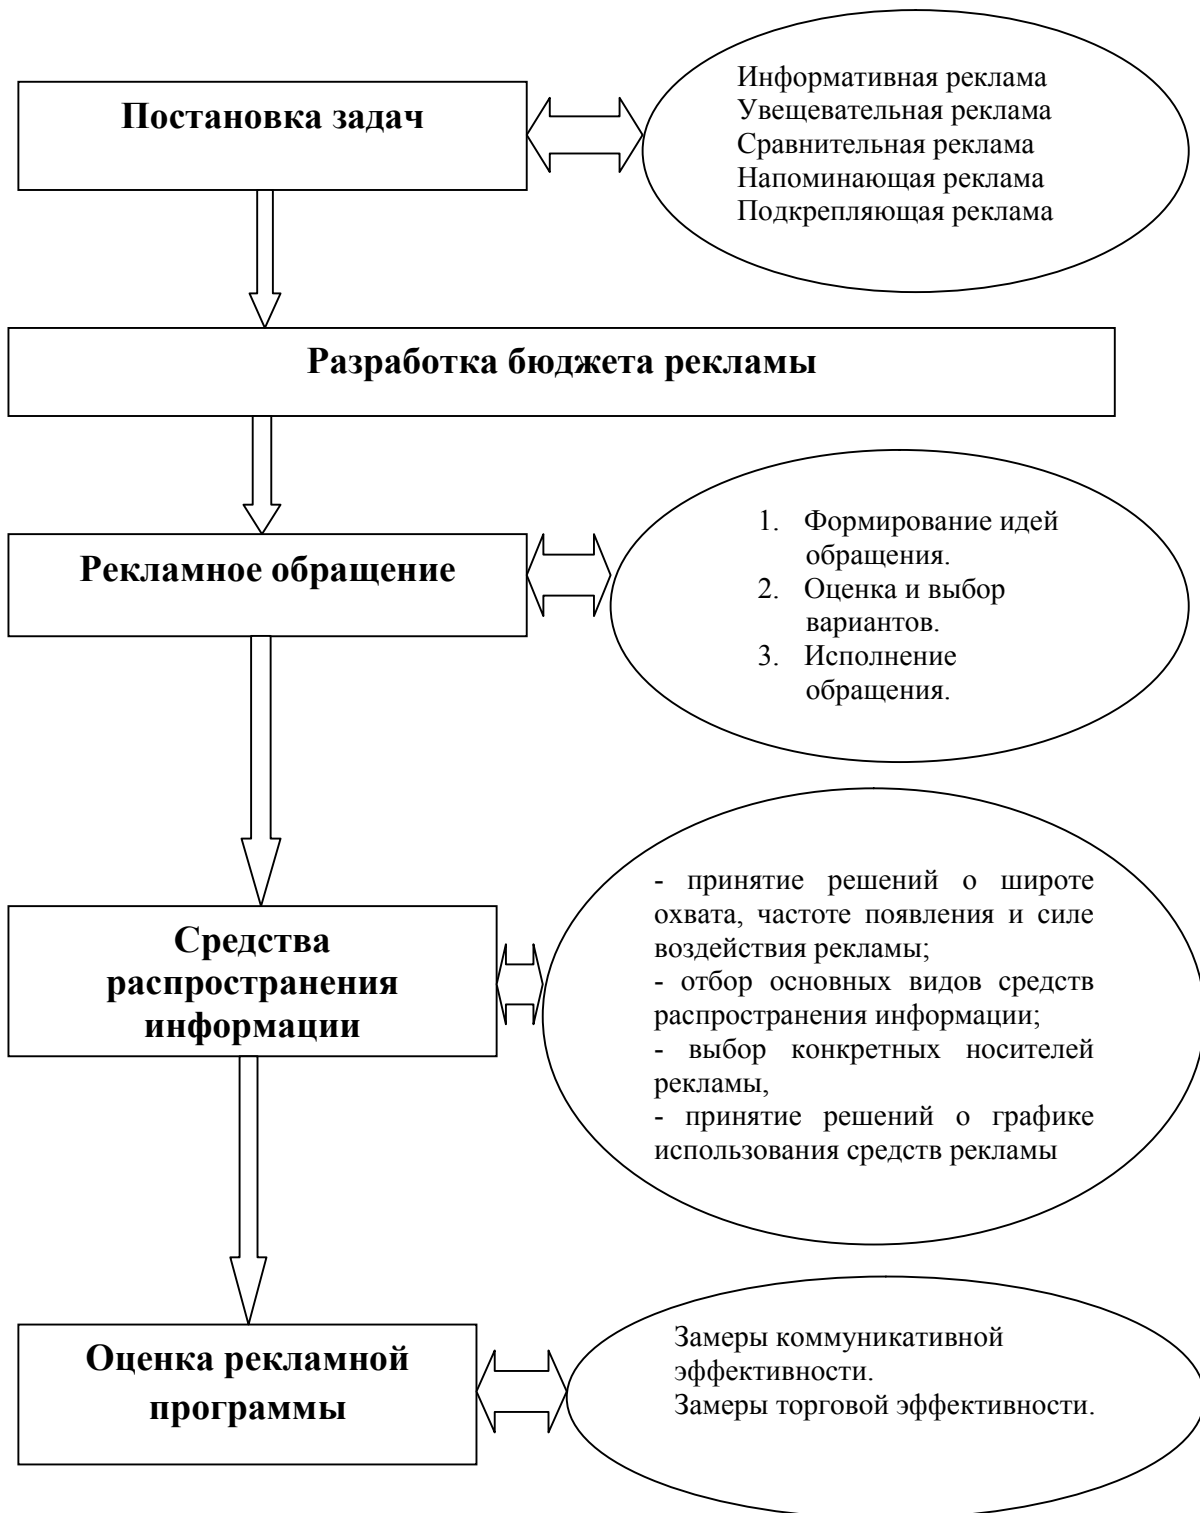 Постановка задач
Информативная реклама
Увещевательная реклама
Сравнительная реклама
Напоминающая реклама
Подкрепляющая реклама
Разработка бюджета рекламы
Рекламное обращение
1. Формирование идей
обращения.
2. Оценка и выбор
вариантов.
3. Исполнение
обращения.
Средства
распространения
информации
- принятие решений о широте
охвата, частоте появления и силе
воздействия рекламы;
- отбор основных видов средств
распространения информации;
- выбор конкретных носителей
рекламы,
- принятие решений о графике
использования средств рекламы
Оценка рекламной
программы
Замеры коммуникативной
эффективности.
Замеры торговой эффективности.